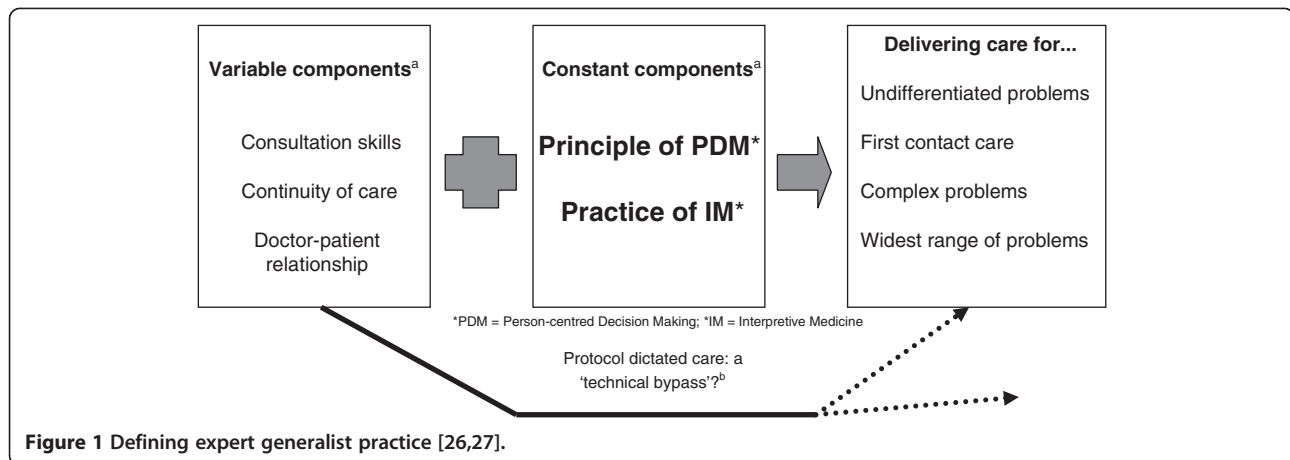 Variable componentsᵃ
Consultation skills
Continuity of care
Doctor-patient
relationship
Constant componentsᵃ
Principle of PDM*
Practice of IM*
Delivering care for...
Undifferentiated problems
First contact care
Complex problems
Widest range of problems
*PDM = Person-centred Decision Making; *IM = Interpretive Medicine
Protocol dictated care: a
‘technical bypass’?ᵇ
Figure 1 Defining expert generalist practice [26,27].